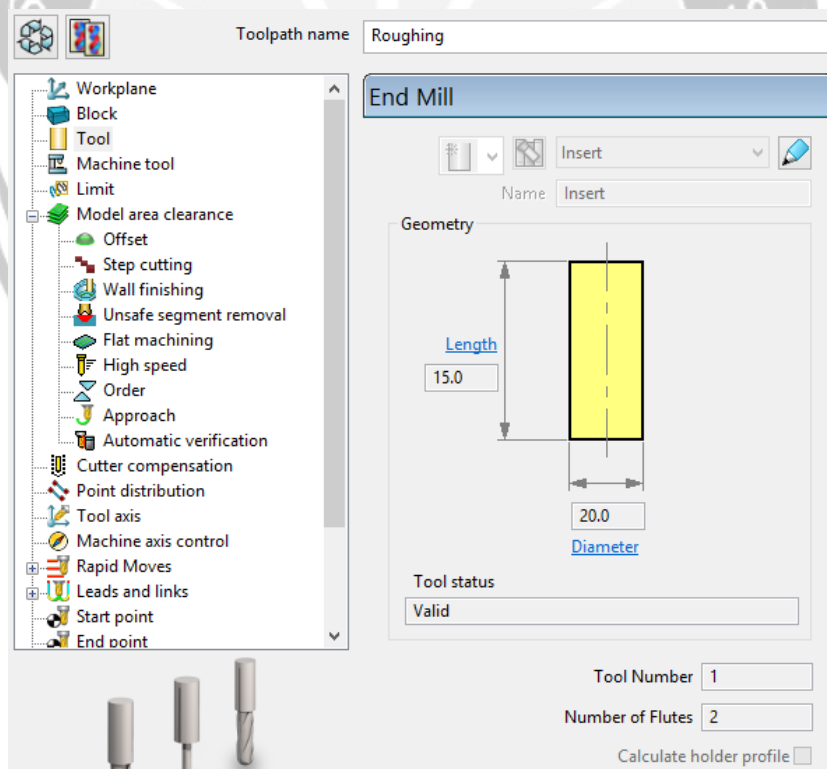 Toolpath name Roughing
Workplane
Block
Tool
Machine tool
Limit
Model area clearance
Offset
Step cutting
Wall finishing
Unsafe segment removal
Flat machining
High speed
Order
Approach
Automatic verification
Cutter compensation
Point distribution
Tool axis
Machine axis control
Rapid Moves
Leads and links
Start point
End point
End Mill
Insert
Name Insert
Geometry
Length
15.0
20.0
Diameter
Tool status
Valid
Tool Number 1
Number of Flutes 2
Calculate holder profile